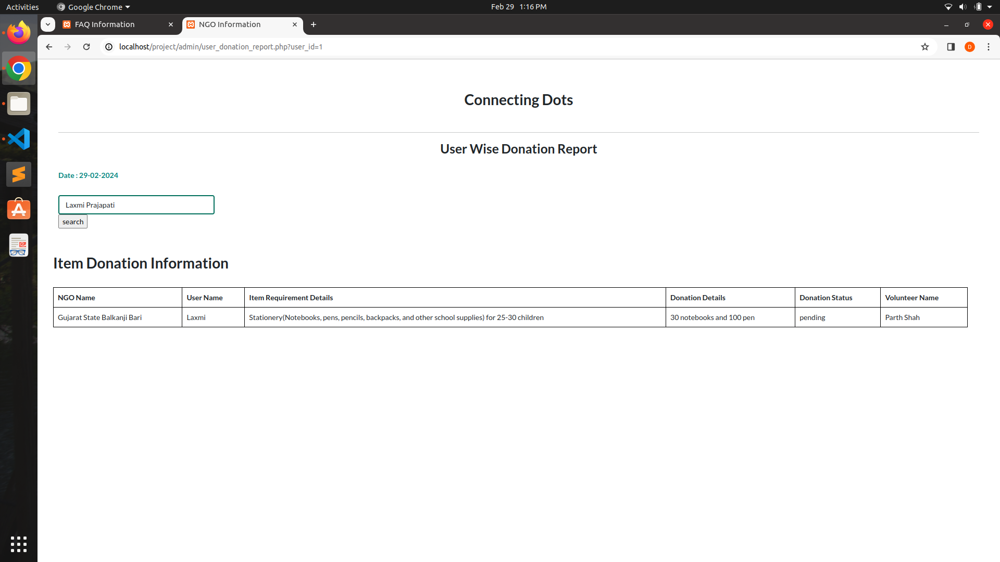 Activities Google Chrome Feb 29 1:16 PM
FAQ Information NGO Information
localhost/project/admin/user_donation_report.php?user_id=1 D
Connecting Dots
User Wise Donation Report
Date : 29-02-2024
Laxmi Prajapati
search
Item Donation Information
NGO Name User Name Item Requirement Details Donation Details Donation Status Volunteer Name
Gujarat State Balkanji Bari Laxmi Stationery(Notebooks, pens, pencils, backpacks, and other school supplies) for 25-30 children 30 notebooks and 100 pen pending Parth Shah